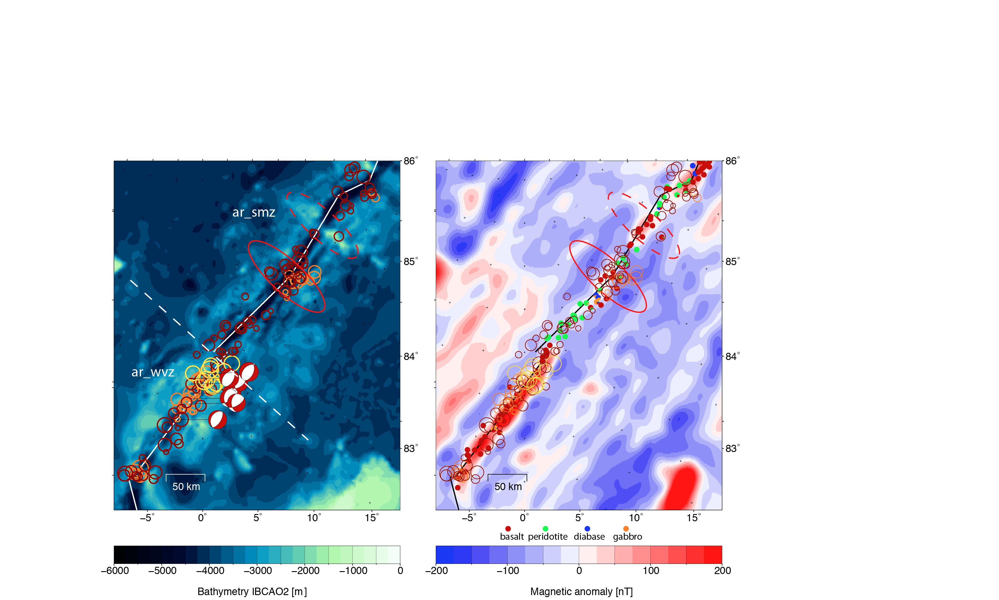 86° 86°
ar_smz
85° 85°
84° 84°
ar_wvz
83° 83°
50 km 50 km
−5° 0° 5° 10° 15° −5° 0° 5° 10° 15°
basalt peridotite diabase gabbro
−6000 −5000 −4000 −3000 −2000 −1000 0 −200 −100 0 100 200
Bathymetry IBCAO2 [m] Magnetic anomaly [nT]